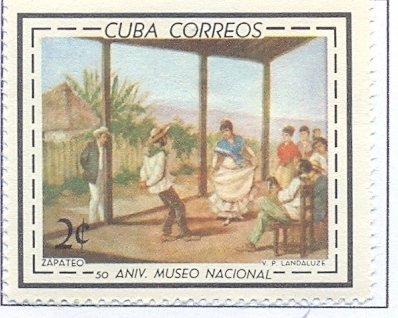 CUBA CORREOS
2¢
ZAPATEO
V. P. LANDALUZE
50 ANIV. MUSEO NACIONAL